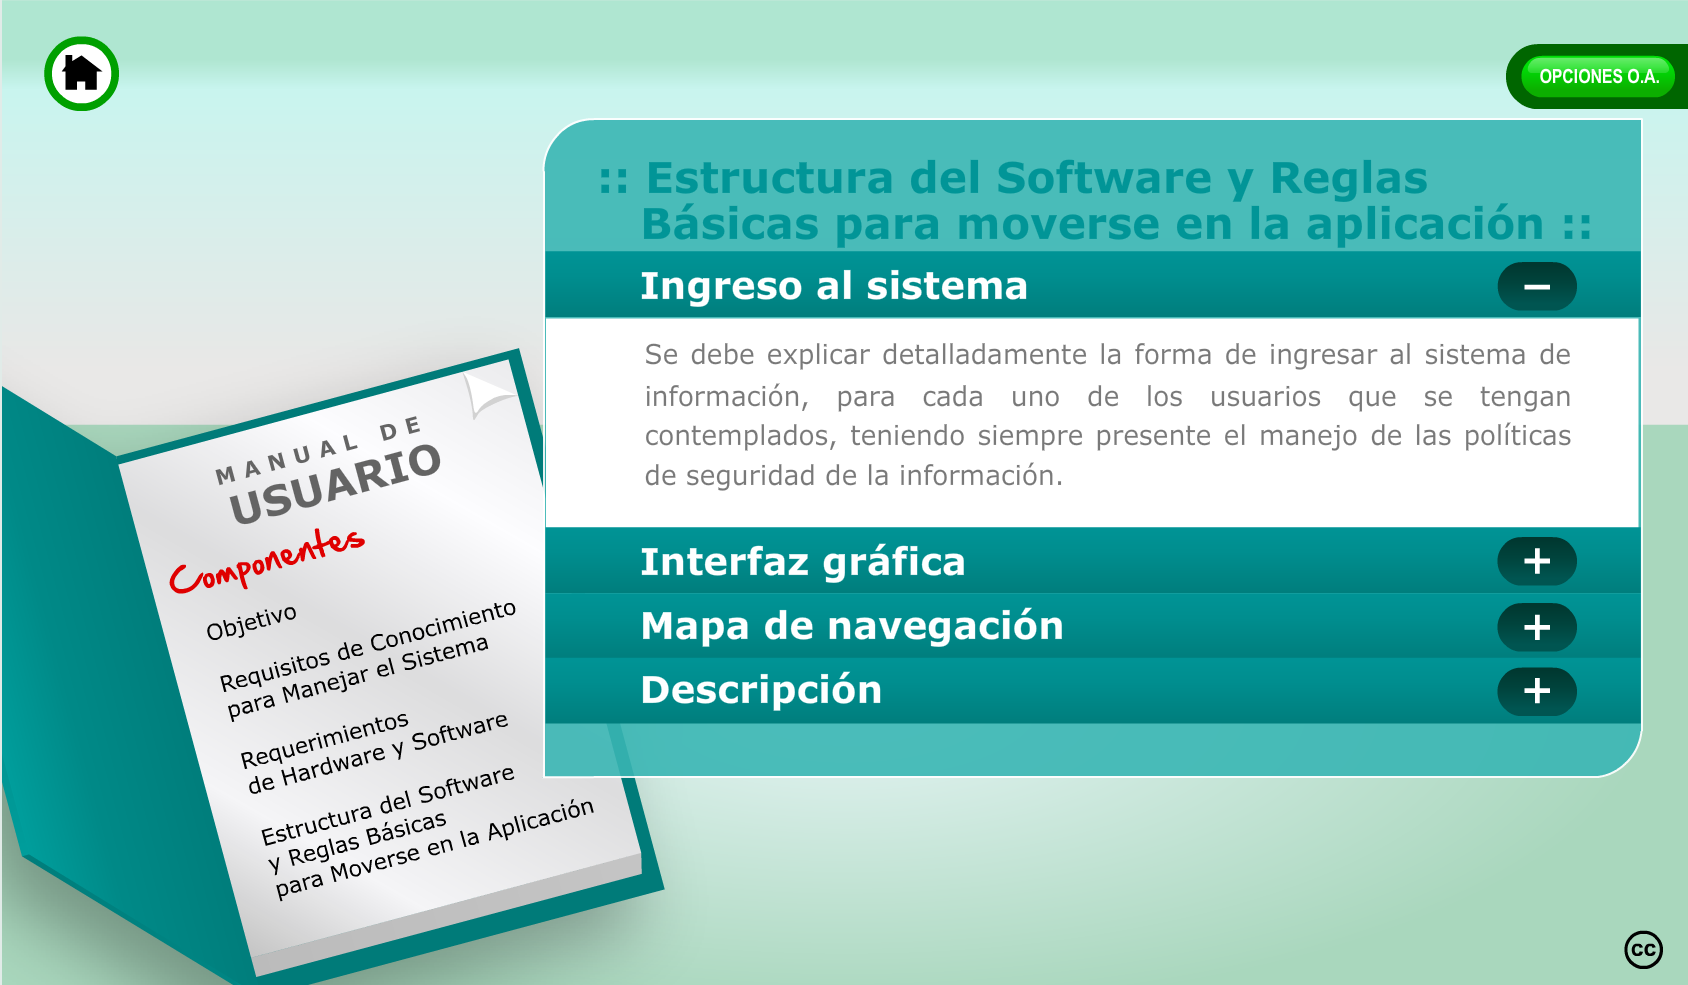 OPCIONES O.A.
:: Estructura del Software y Reglas
Básicas para moverse en la aplicación ::
Ingreso al sistema
Se debe explicar detalladamente la forma de ingresar al sistema de
información, para cada uno de los usuarios que se tengan
contemplados, teniendo siempre presente el manejo de las políticas
de seguridad de la información.
Interfaz gráfica
Mapa de navegación
Descripción
MANUAL DE
USUARIO
Componentes
Objetivo
Requisitos de Conocimiento
para Manejar el Sistema
Requerimientos
de Hardware y Software
Estructura del Software
y Reglas Básicas
para Moverse en la Aplicación
cc